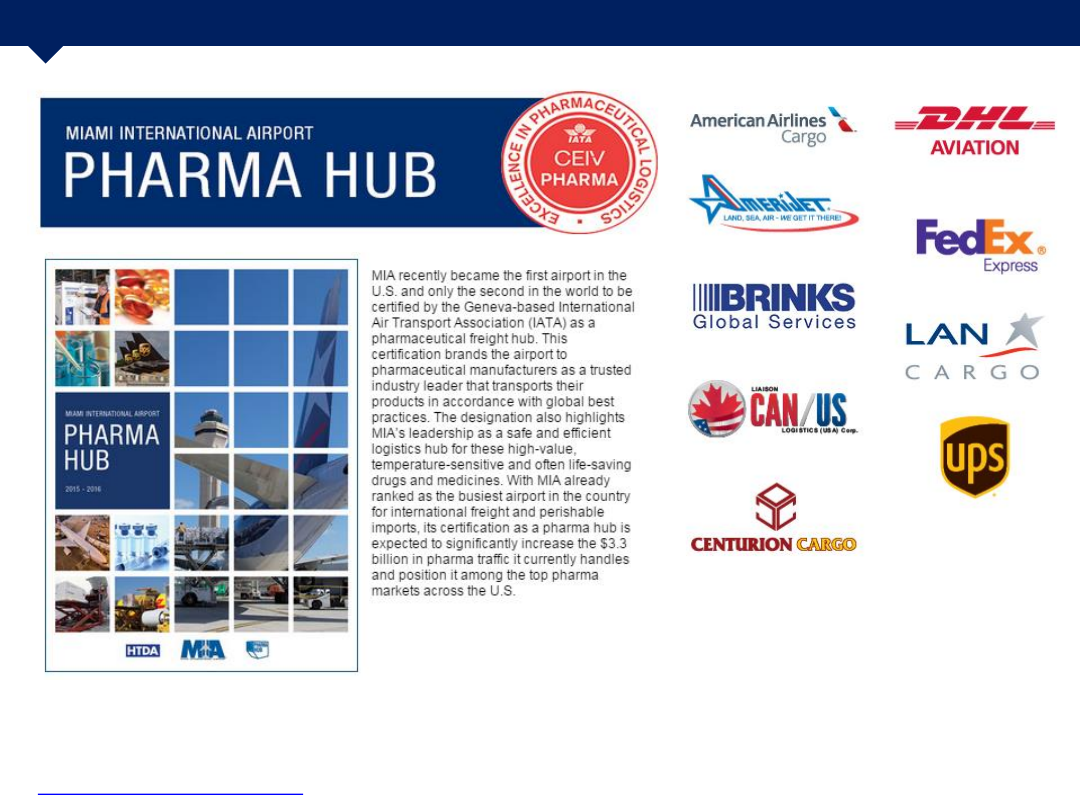 MIAMI INTERNATIONAL AIRPORT
PHARMA HUB
EXCELLENCE IN PHARMACEUTICAL LOGISTICS
IATA
CEIV
PHARMA
MIAMI INTERNATIONAL AIRPORT
PHARMA
HUB
2015 - 2016
HTDA
MIA
PHARMA
HUB
MIA recently became the first airport in the
U.S. and only the second in the world to be
certified by the Geneva-based International
Air Transport Association (IATA) as a
pharmaceutical freight hub. This
certification brands the airport to
pharmaceutical manufacturers as a trusted
industry leader that transports their
products in accordance with global best
practices. The designation also highlights
MIA's leadership as a safe and efficient
logistics hub for these high-value,
temperature-sensitive and often life-saving
drugs and medicines. With MIA already
ranked as the busiest airport in the country
for international freight and perishable
imports, its certification as a pharma hub is
expected to significantly increase the $3.3
billion in pharma traffic it currently handles
and position it among the top pharma
markets across the U.S.
American Airlines
Cargo
AMERIJET.
LAND, SEA, AIR - WE GET IT THERE!
BRINKS
Global Services
LIAISON
CAN/US
LOGISTICS (USA) Corp.
CENTURION CARGO
DHL
AVIATION
FedEx®
Express
LAN
CARGO
ups